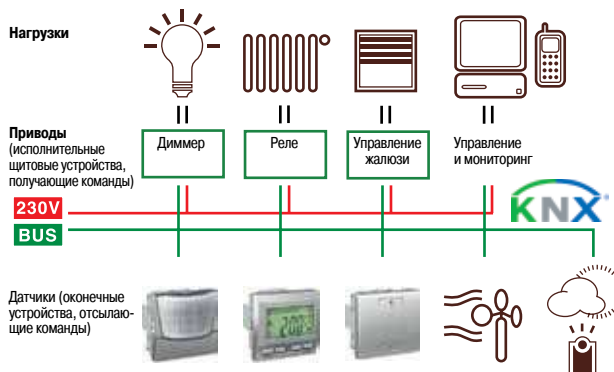 Нагрузки
Приводы
(исполнительные
щитовые устройства,
получающие команды)
Диммер
Реле
Управление
жалюзи
Управление
и мониторинг
230V
KNX
BUS
Датчики (оконечные
устройства, отсылаю-
щие команды)